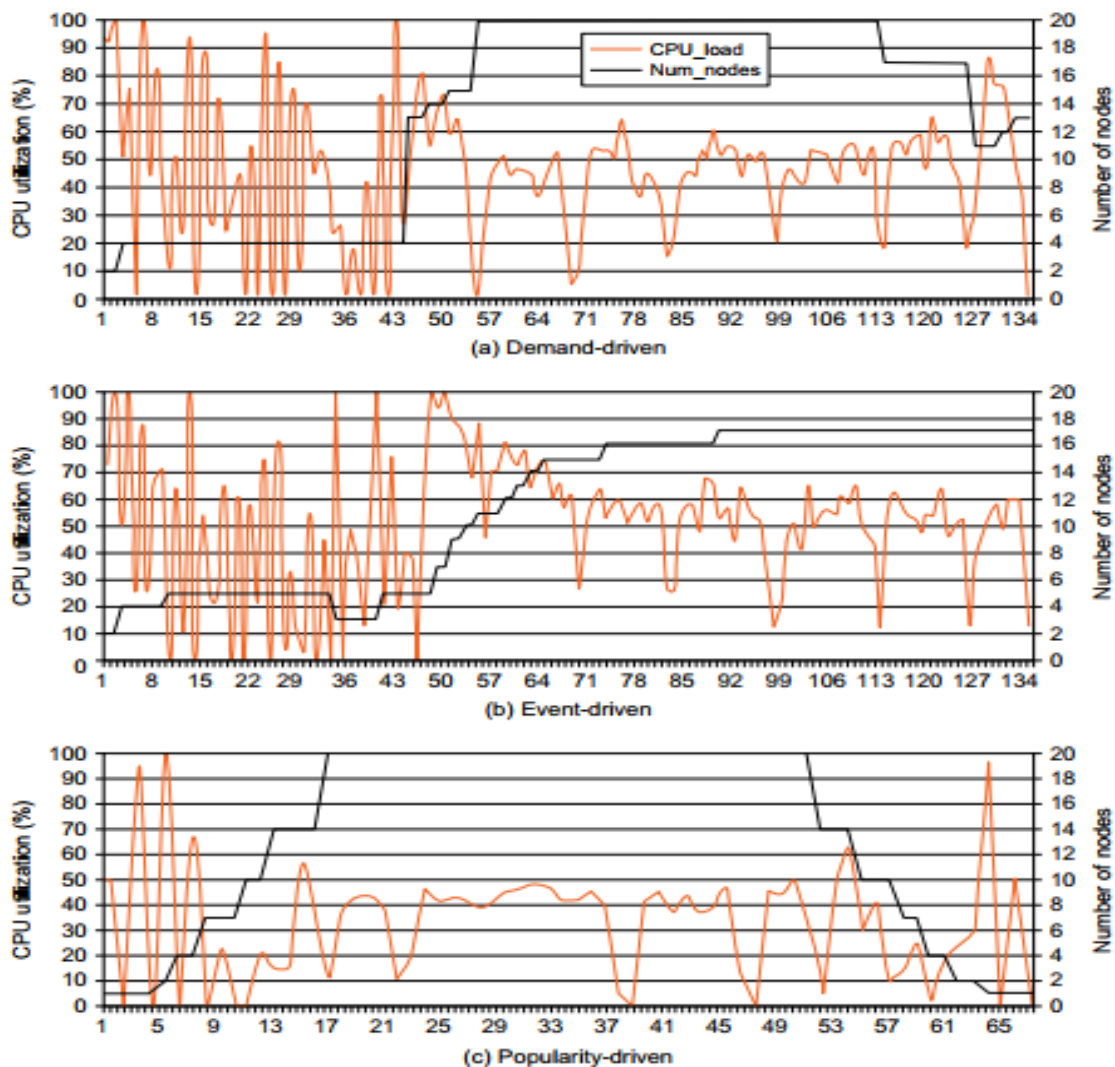 100 90 80 70 60 50 40 30 20 10 0
CPU utilization (%)
CPU_load
Num_nodes
20 18 16 14 12 10 8 6 4 2 0
Number of nodes
1 8 15 22 29 36 43 50 57 64 71 78 85 92 99 106 113 120 127 134
(a) Demand-driven
100 90 80 70 60 50 40 30 20 10 0
CPU utilization (%)
20 18 16 14 12 10 8 6 4 2 0
Number of nodes
1 8 15 22 29 36 43 50 57 64 71 78 85 92 99 106 113 120 127 134
(b) Event-driven
100 90 80 70 60 50 40 30 20 10 0
CPU utilization (%)
20 18 16 14 12 10 8 6 4 2 0
Number of nodes
1 5 9 13 17 21 25 29 33 37 41 45 49 53 57 61 65
(c) Popularity-driven